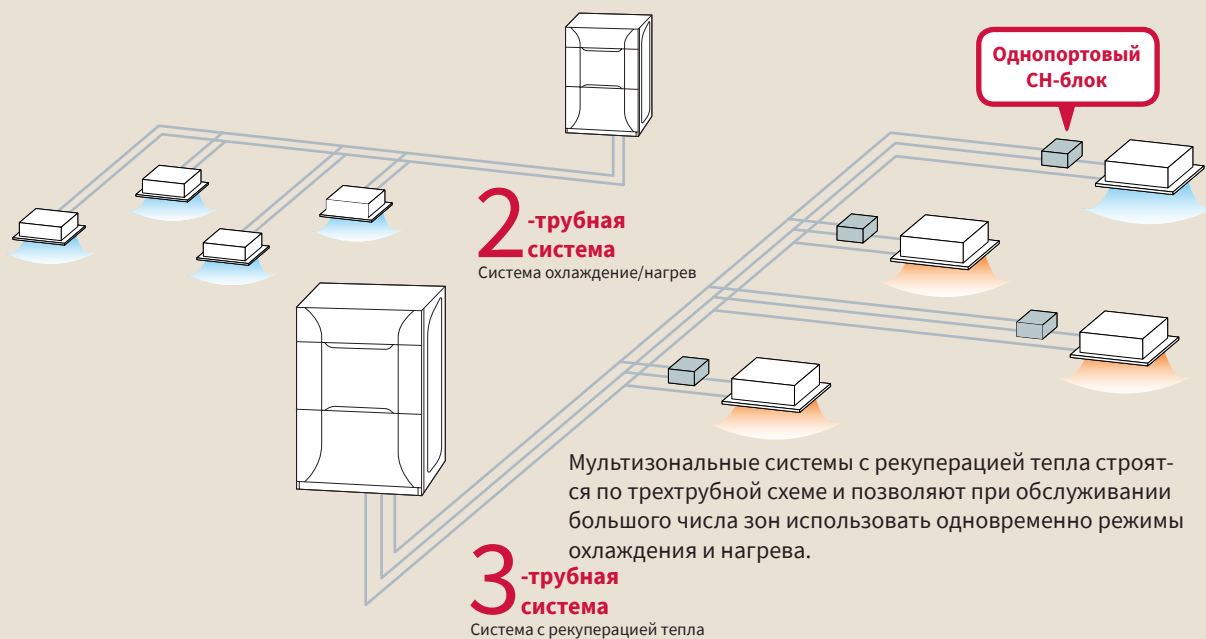 Однопортовый
СН-блок
2-трубная
система
Система охлаждение/нагрев
Мультизональные системы с рекуперацией тепла строят-
ся по трехтрубной схеме и позволяют при обслуживании
большого числа зон использовать одновременно режимы
охлаждения и нагрева.
3-трубная
система
Система с рекуперацией тепла